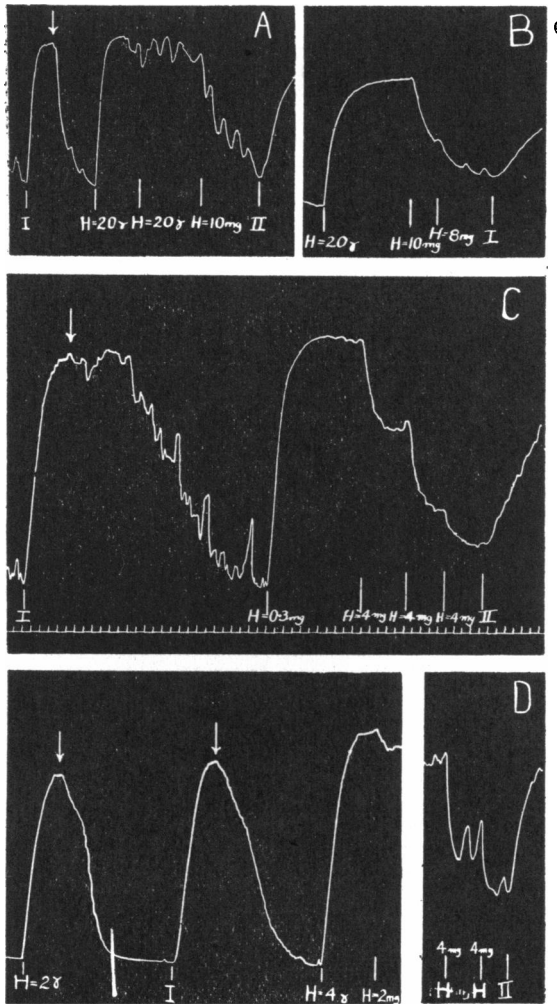 A
I H=20γ H=20γ H=10mg II
B
H=20γ H=10mg H=8mg I
C
I H=0·3mg H=4mg H=4mg H=4mg II
D
4mg 4mg
H=2γ I H=4γ H=2mg H H II